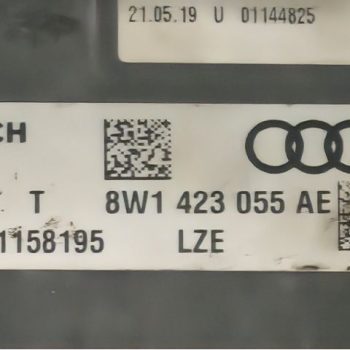 21.05.19 U 01144825
CH
T 8W1 423 055 AE
1158195 LZE